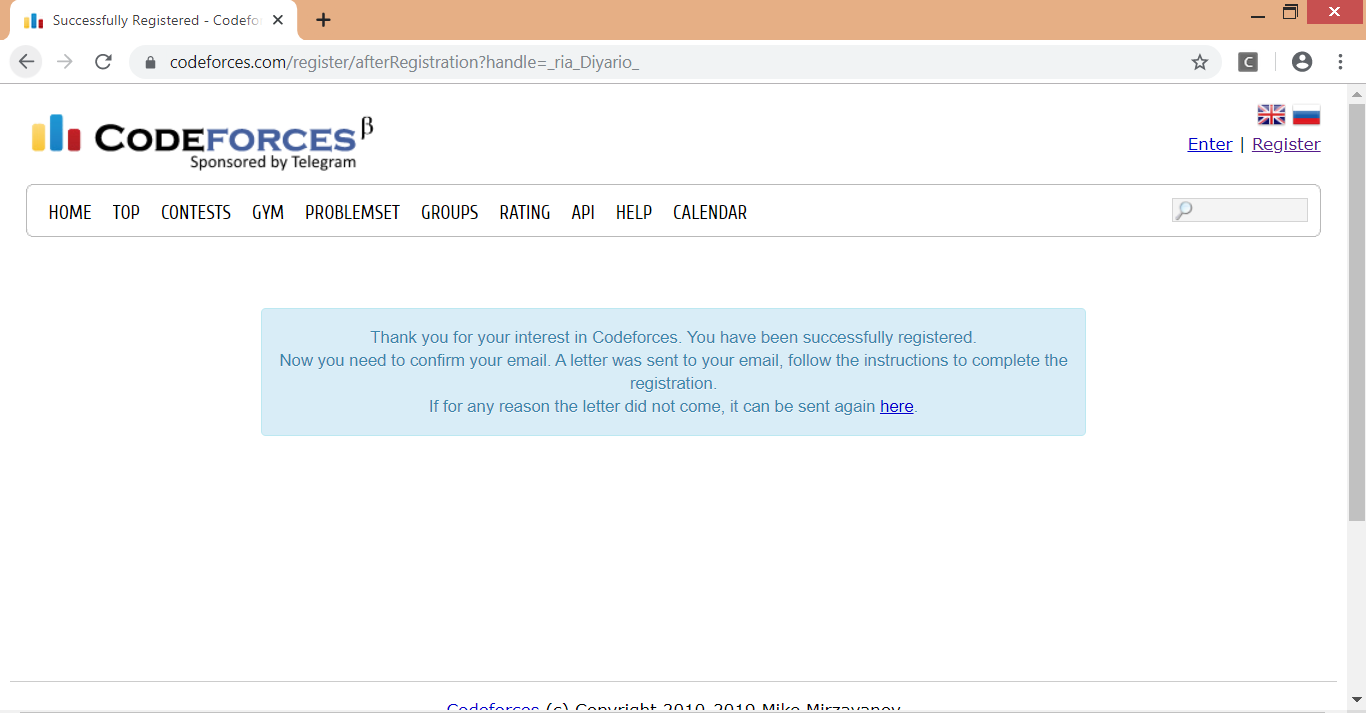 Successfully Registered - Codefor
codeforces.com/register/afterRegistration?handle=_ria_Diyario_
C
CODEFORCES β
Sponsored by Telegram
Enter | Register
HOME TOP CONTESTS GYM PROBLEMSET GROUPS RATING API HELP CALENDAR
Thank you for your interest in Codeforces. You have been successfully registered.
Now you need to confirm your email. A letter was sent to your email, follow the instructions to complete the
registration.
If for any reason the letter did not come, it can be sent again here.
Codeforces (c) Copyright 2010-2019 Mike Mirzayanov